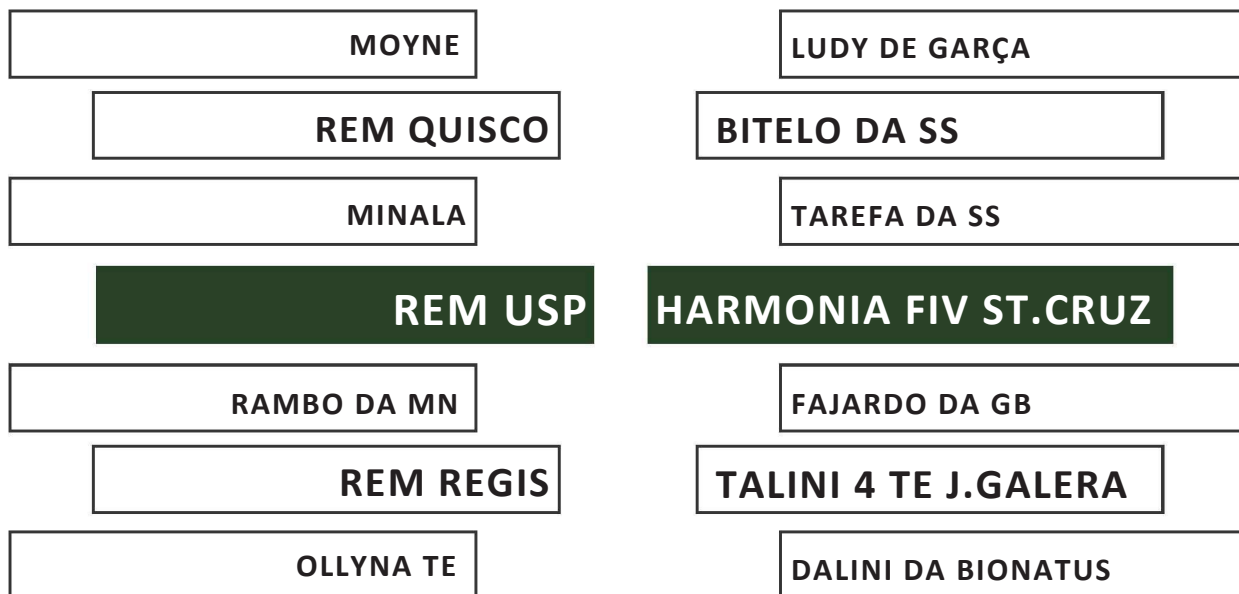 MOYNE
LUDY DE GARÇA
REM QUISCO
BITELO DA SS
MINALA
TAREFA DA SS
REM USP
HARMONIA FIV ST.CRUZ
RAMBO DA MN
FAJARDO DA GB
REM REGIS
TALINI 4 TE J.GALERA
OLLYNA TE
DALINI DA BIONATUS